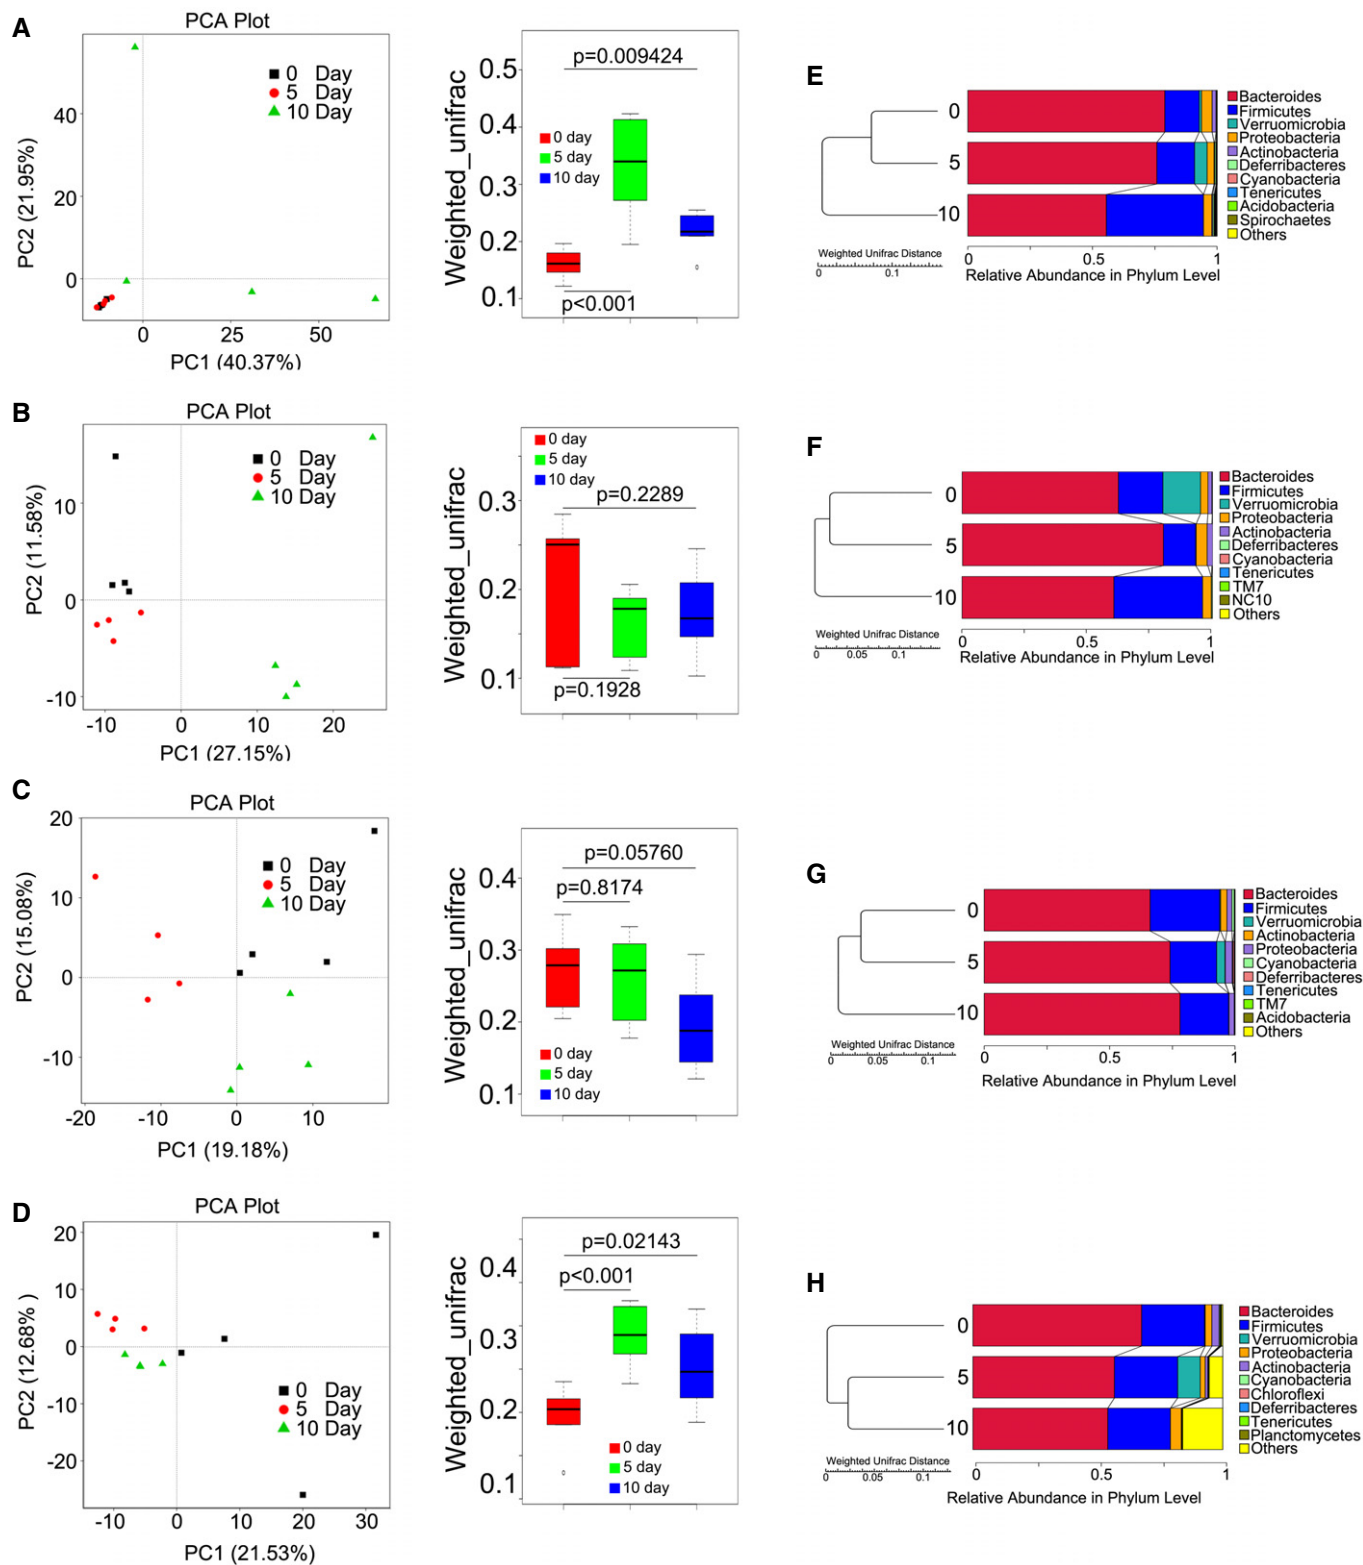 A
PCA Plot
0 Day
5 Day
10 Day
PC2 (21.95%)
40
20
0
0 25 50
PC1 (40.37%)
Weighted_unifrac
0.5
0.4
0.3
0.2
0.1
p=0.009424
0 day
5 day
10 day
p<0.001
E
0
5
10
Weighted Unifrac Distance
0 0.1
0 0.5 1
Relative Abundance in Phylum Level
Bacteroides
Firmicutes
Verruomicrobia
Proteobacteria
Actinobacteria
Deferribacteres
Cyanobacteria
Tenericutes
Acidobacteria
Spirochaetes
Others
B
PCA Plot
0 Day
5 Day
10 Day
PC2 (11.58%)
10
0
-10
-10 0 10 20
PC1 (27.15%)
Weighted_unifrac
0.3
0.2
0.1
0 day
5 day
10 day
p=0.2289
p=0.1928
F
0
5
10
Weighted Unifrac Distance
0 0.05 0.1
0 0.5 1
Relative Abundance in Phylum Level
Bacteroides
Firmicutes
Verruomicrobia
Proteobacteria
Actinobacteria
Deferribacteres
Cyanobacteria
Tenericutes
TM7
NC10
Others
C
PCA Plot
0 Day
5 Day
10 Day
PC2 (15.08%)
20
10
0
-10
-20 -10 0 10
PC1 (19.18%)
Weighted_unifrac
0.4
0.3
0.2
0.1
p=0.05760
p=0.8174
0 day
5 day
10 day
G
0
5
10
Weighted Unifrac Distance
0 0.05 0.1
0 0.5 1
Relative Abundance in Phylum Level
Bacteroides
Firmicutes
Verruomicrobia
Actinobacteria
Proteobacteria
Cyanobacteria
Deferribacteres
Tenericutes
TM7
Acidobacteria
Others
D
PCA Plot
0 Day
5 Day
10 Day
PC2 (12.68% )
20
10
0
-10
-20
-10 0 10 20 30
PC1 (21.53%)
Weighted_unifrac
0.4
0.3
0.2
0.1
p=0.02143
p<0.001
0 day
5 day
10 day
H
0
5
10
Weighted Unifrac Distance
0 0.05 0.1
0 0.5 1
Relative Abundance in Phylum Level
Bacteroides
Firmicutes
Verruomicrobia
Proteobacteria
Actinobacteria
Cyanobacteria
Chloroflexi
Deferribacteres
Tenericutes
Planctomycetes
Others